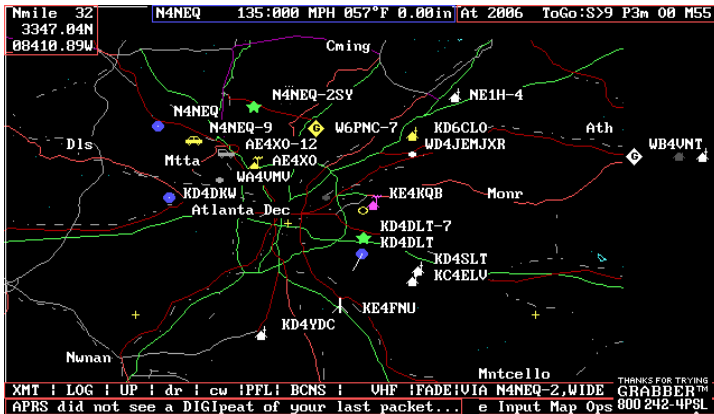 Nmile 32
3347.04N
08410.89W
N4NEQ 135:000 MPH 057°F 0.00in
At 2006 ToGo:S>9 P3m O0 M55
Cming
N4NEQ-2SY
NE1H-4
N4NEQ
N4NEQ-9
W6PNC-7
KD6CLO
Ath
Dls
AE4XO-12
WD4JEMJXR
WB4VNT
Mtta
AE4XO
WA4VMV
KD4DKW
KE4KQB
Monr
Atlanta Dec
KD4DLT-7
KD4DLT
KD4SLT
KC4ELV
KE4FNU
KD4YDC
Nwnan
Mntcello
XMT ¦ LOG ¦ UP ¦ dr ¦ cw ¦PFL¦ BCNS ¦ VHF ¦FADE¦VIA N4NEQ-2,WIDE
APRS did not see a DIGIpeat of your last packet... e Input Map Ops
THANKS FOR TRYING
GRABBER™
800 242-4PSL